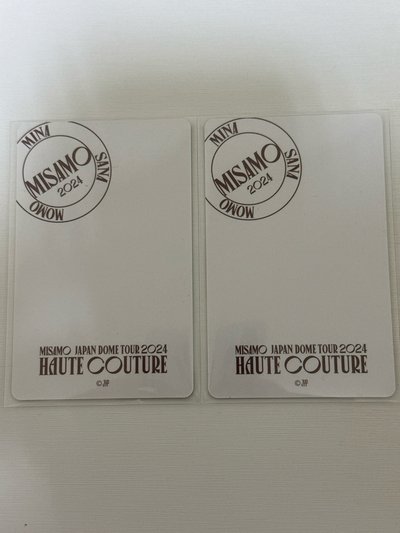 MINA
SANA
MOMO
MISAMO
2024
MISAMO JAPAN DOME TOUR 2024
HAUTE COUTURE
©JYP
MINA
SANA
MOMO
MISAMO
2024
MISAMO JAPAN DOME TOUR 2024
HAUTE COUTURE
©JYP